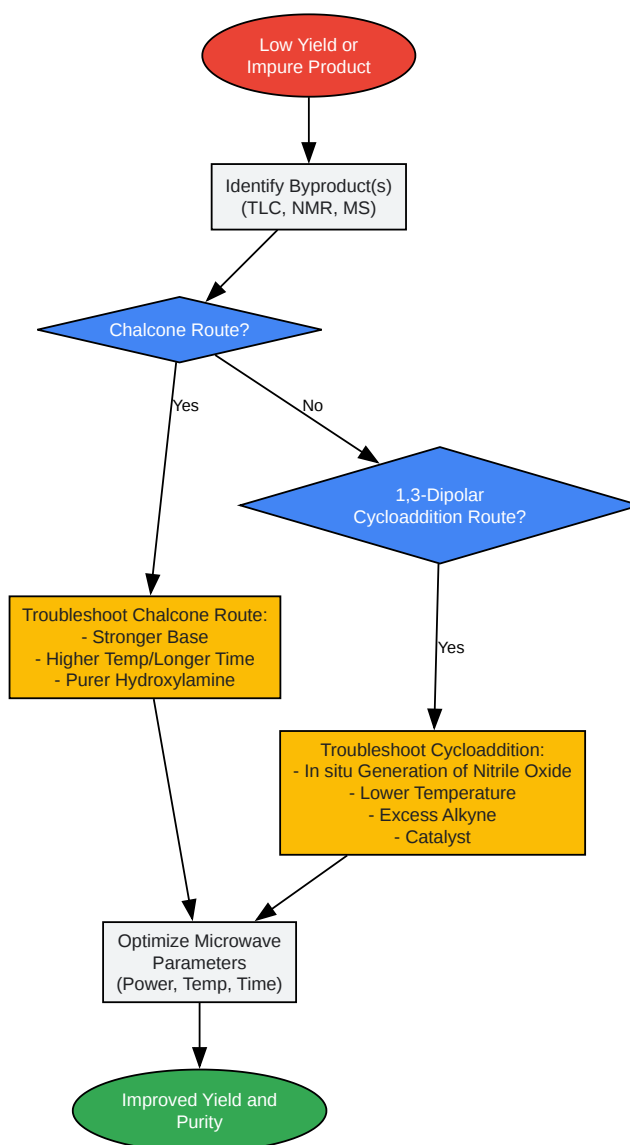 Low Yield or
Impure Product
Identify Byproduct(s)
(TLC, NMR, MS)
Chalcone Route?
Yes
No
1,3-Dipolar
Cycloaddition Route?
Troubleshoot Chalcone Route:
- Stronger Base
- Higher Temp/Longer Time
- Purer Hydroxylamine
Yes
Troubleshoot Cycloaddition:
- In situ Generation of Nitrile Oxide
- Lower Temperature
- Excess Alkyne
- Catalyst
Optimize Microwave
Parameters
(Power, Temp, Time)
Improved Yield and
Purity